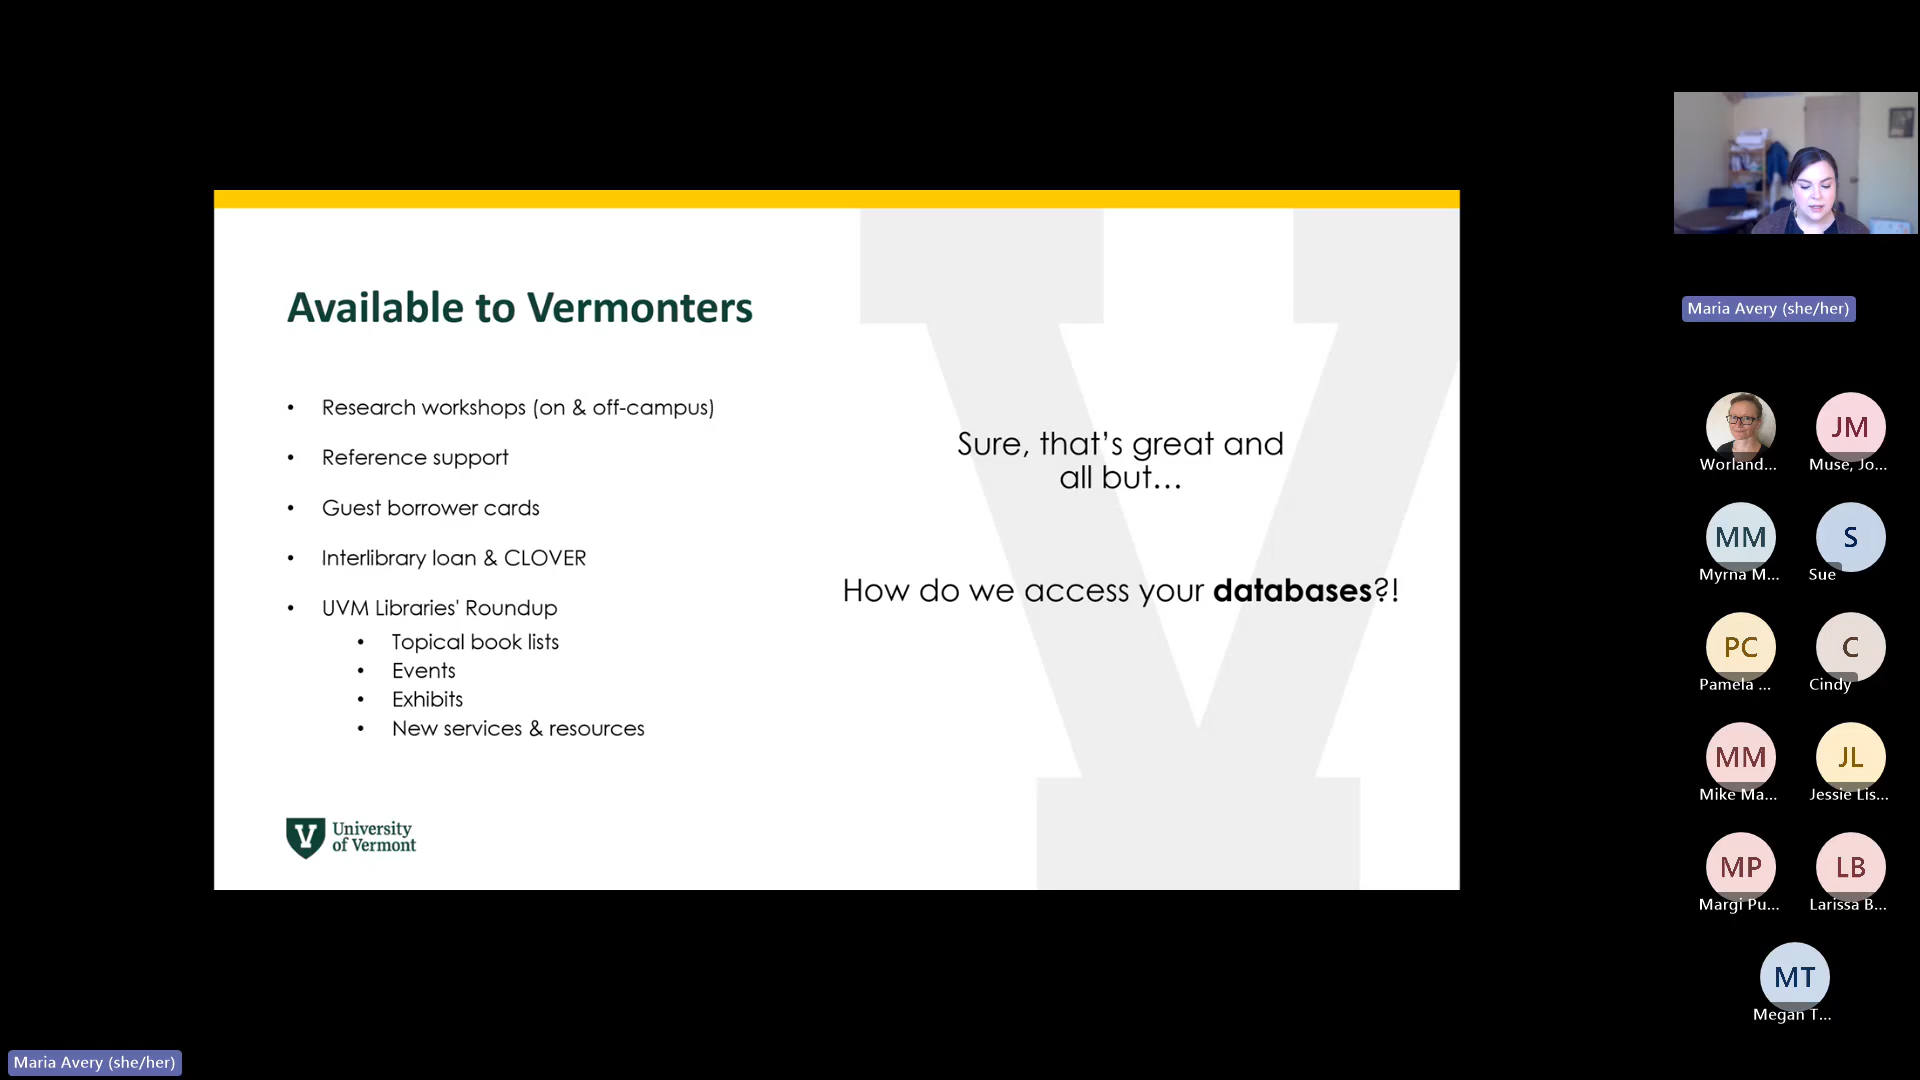 Available to Vermonters
• Research workshops (on & off-campus)
• Reference support
• Guest borrower cards
• Interlibrary loan & CLOVER
• UVM Libraries' Roundup
• Topical book lists
• Events
• Exhibits
• New services & resources
Sure, that’s great and
all but…
How do we access your databases?!
V
University
of Vermont
Maria Avery (she/her)
Worland...
JM
Muse, Jo...
MM
Myrna M...
S
Sue
PC
Pamela ...
C
Cindy
MM
Mike Ma...
JL
Jessie Lis...
MP
Margi Pu...
LB
Larissa B...
MT
Megan T...
Maria Avery (she/her)